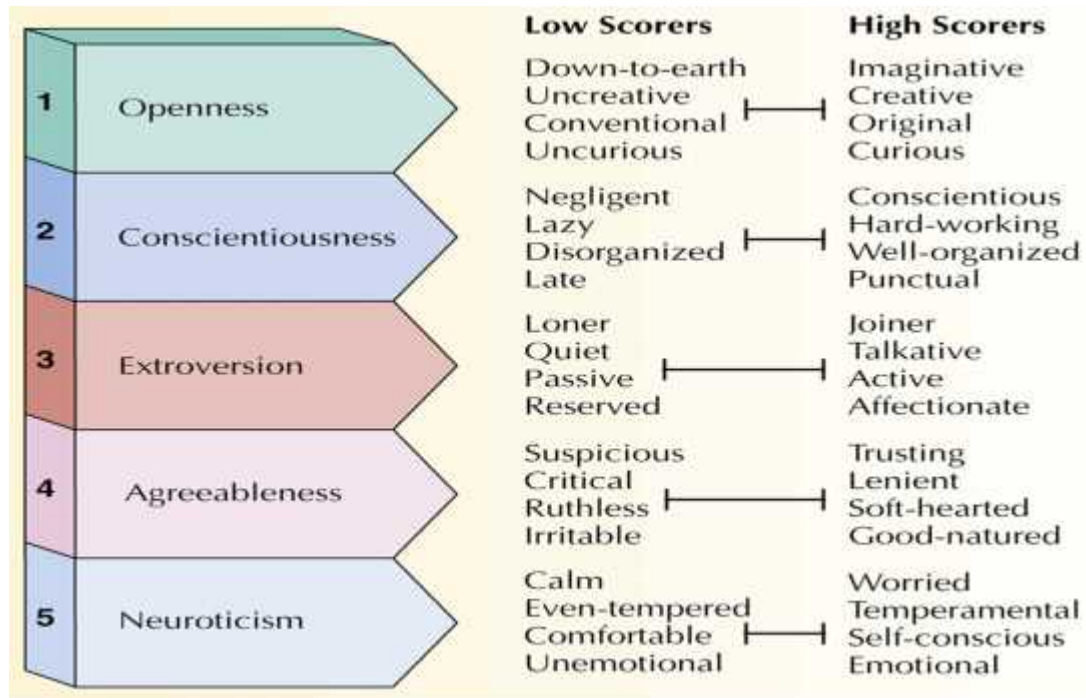 Low Scorers High Scorers
1 Openness
Down-to-earth Imaginative
Uncreative Creative
Conventional Original
Uncurious Curious
2 Conscientiousness
Negligent Conscientious
Lazy Hard-working
Disorganized Well-organized
Late Punctual
3 Extroversion
Loner Joiner
Quiet Talkative
Passive Active
Reserved Affectionate
4 Agreeableness
Suspicious Trusting
Critical Lenient
Ruthless Soft-hearted
Irritable Good-natured
5 Neuroticism
Calm Worried
Even-tempered Temperamental
Comfortable Self-conscious
Unemotional Emotional